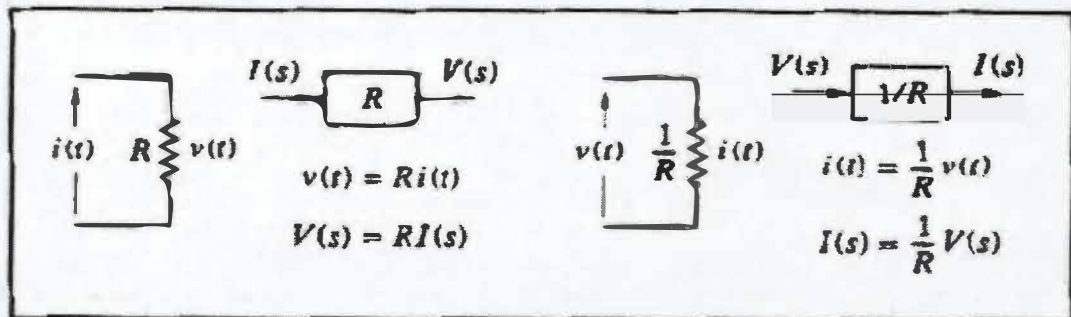 I(s) R V(s)
i(t) R v(t)
v(t) = Ri(t)
V(s) = RI(s)
V(s) 1/R I(s)
v(t) 1/R i(t)
i(t) = 1/R v(t)
I(s) = 1/R V(s)